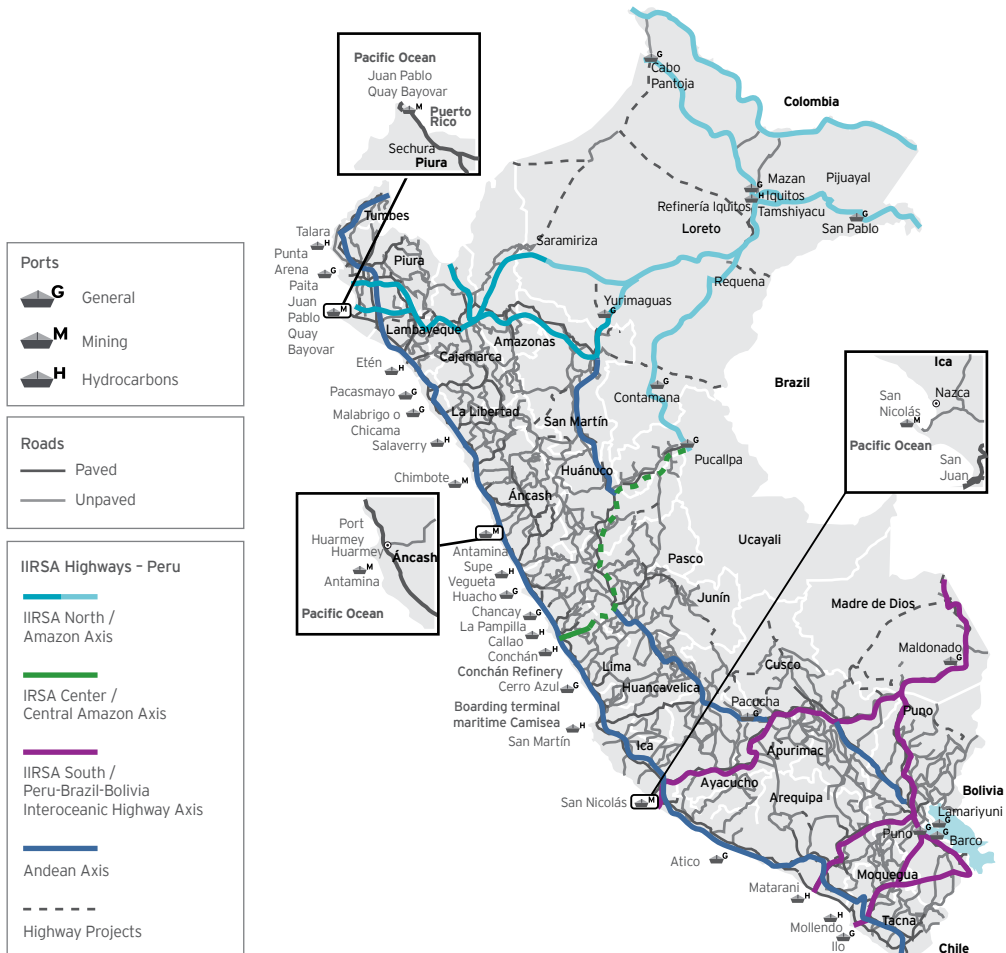 Pacific Ocean
Juan Pablo
Quay Bayovar
M
Puerto
Rico
Sechura
Piura
G
Cabo
Pantoja
Colombia
Mazan
G
Iquitos
H
Refinería Iquitos
Tamshiyacu
Pijuayal
G
San Pablo
Loreto
Requena
Tumbes
Talara
H
Punta
Arena
G
Paita
Juan
Pablo
M
Quay
Bayovar
Piura
Saramiriza
Yurimaguas
G
Lambayeque
Amazonas
Cajamarca
Etén
H
Pacasmayo
G
Malabrigo o
G
Chicama
Salaverry
H
La Libertad
San Martín
Contamana
G
Brazil
G
Pucallpa
Chimbote
M
Huánuco
Áncash
Ports
G
General
M
Mining
H
Hydrocarbons
Roads
Paved
Unpaved
IIRSA Highways – Peru
IIRSA North /
Amazon Axis
IRSA Center /
Central Amazon Axis
IIRSA South /
Peru-Brazil-Bolivia
Interoceanic Highway Axis
Andean Axis
Highway Projects
Ica
Nazca
San
Nicolás
M
Pacific Ocean
San
Juan
Port
Huarmey
Huarmey
Áncash
M
Antamina
Pacific Ocean
M
Antamina
Supe
H
Vegueta
Huacho
G
Chancay
G
La Pampilla
Callao
H
Conchán
H
Conchán Refinery
Cerro Azul
G
Boarding terminal
maritime Camisea
H
San Martín
Ucayali
Pasco
Junín
Madre de Dios
Maldonado
G
Lima
Cusco
Huancavelica
Pacocha
G
Puno
Ica
Apurímac
Ayacucho
Arequipa
San Nicolás
M
Bolivia
Lamariyuni
G
Puno
G
G
Barco
Atico
G
Moquegua
Matarani
H
H
Mollendo
G
Ilo
Tacna
Chile